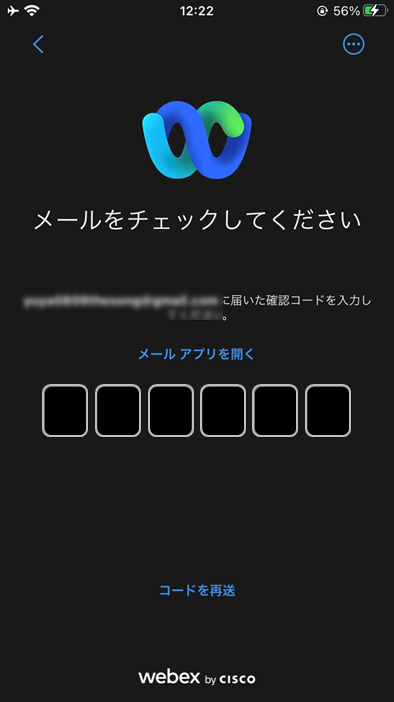 12:22
56%
メールをチェックしてください
に届いた確認コードを入力し
。
メール アプリを開く
コードを再送
webex by CISCO